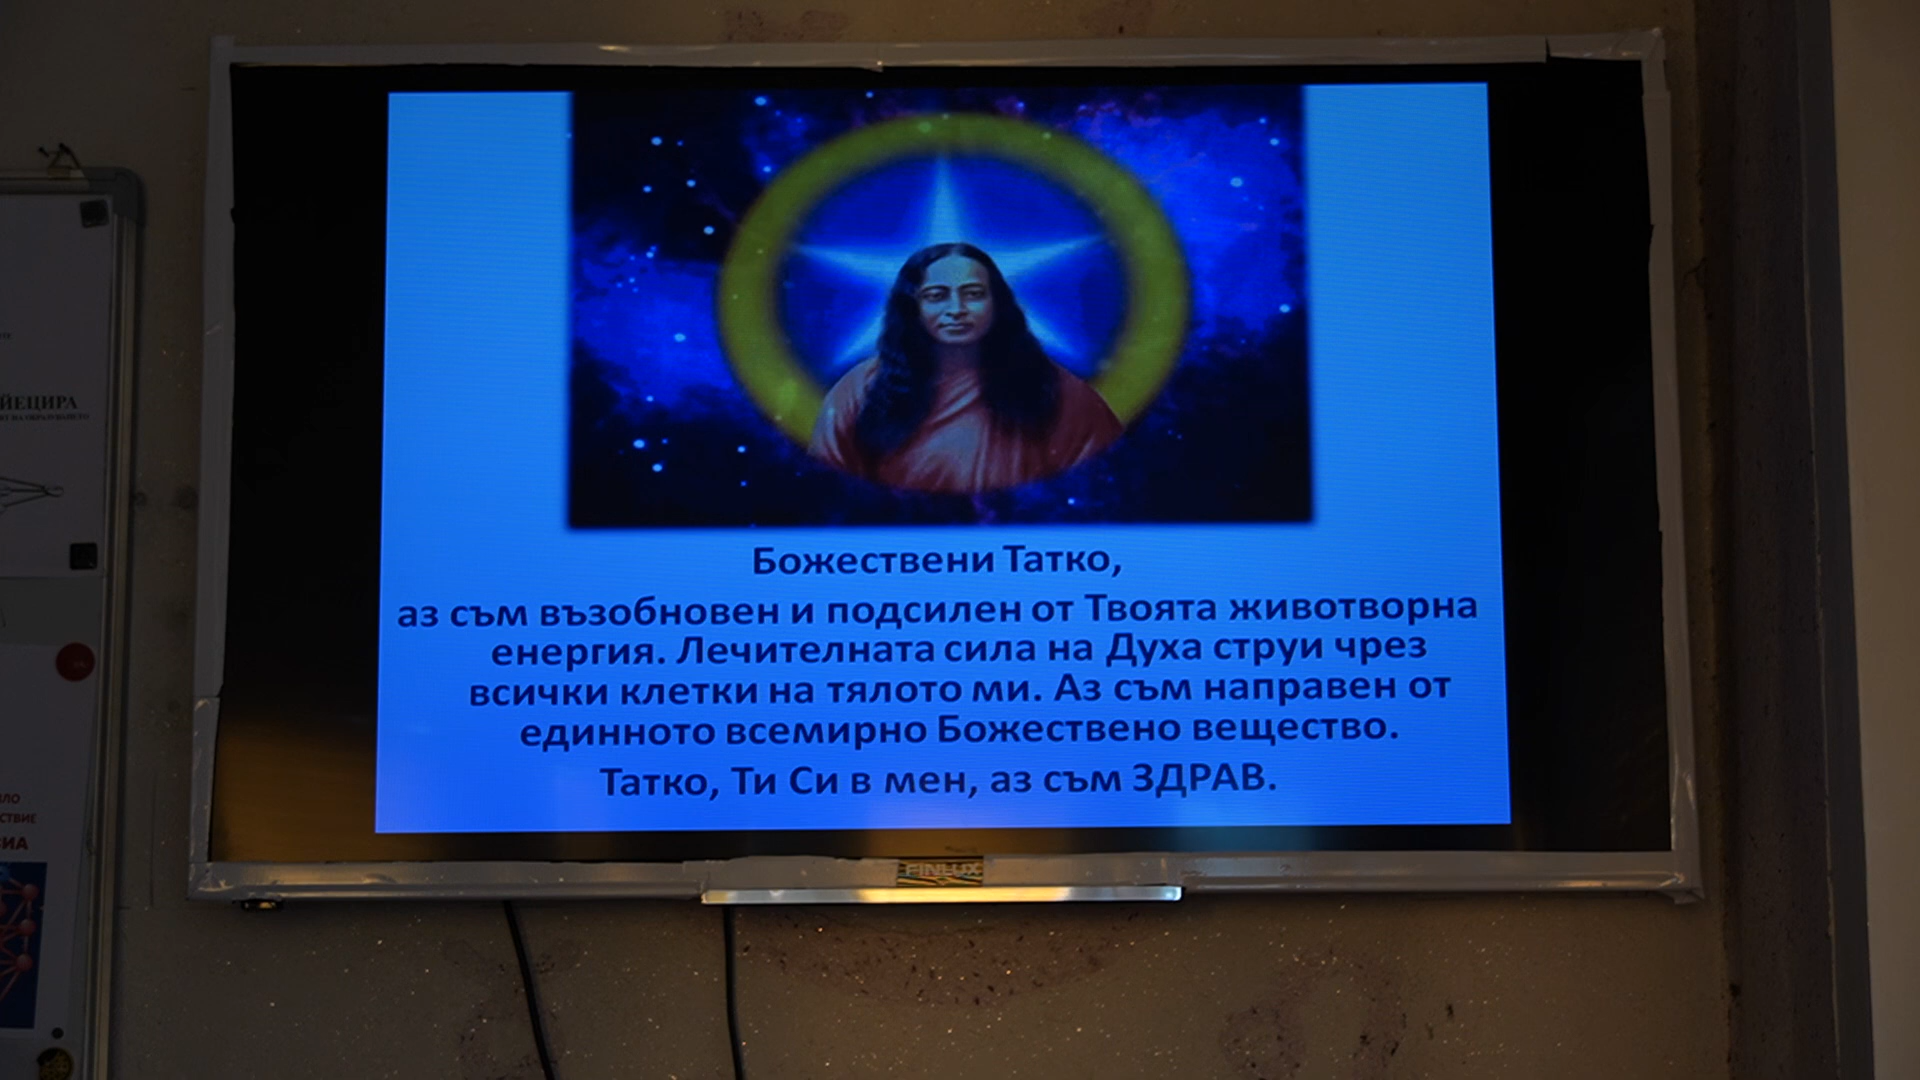 Божествени Татко,
аз съм възобновен и подсилен от Твоята животворна
енергия. Лечителната сила на Духа струи чрез
всички клетки на тялото ми. Аз съм направен от
единното всемирно Божествено вещество.
Татко, Ти Си в мен, аз съм ЗДРАВ.
FINLUX
ЙЕЦИРА